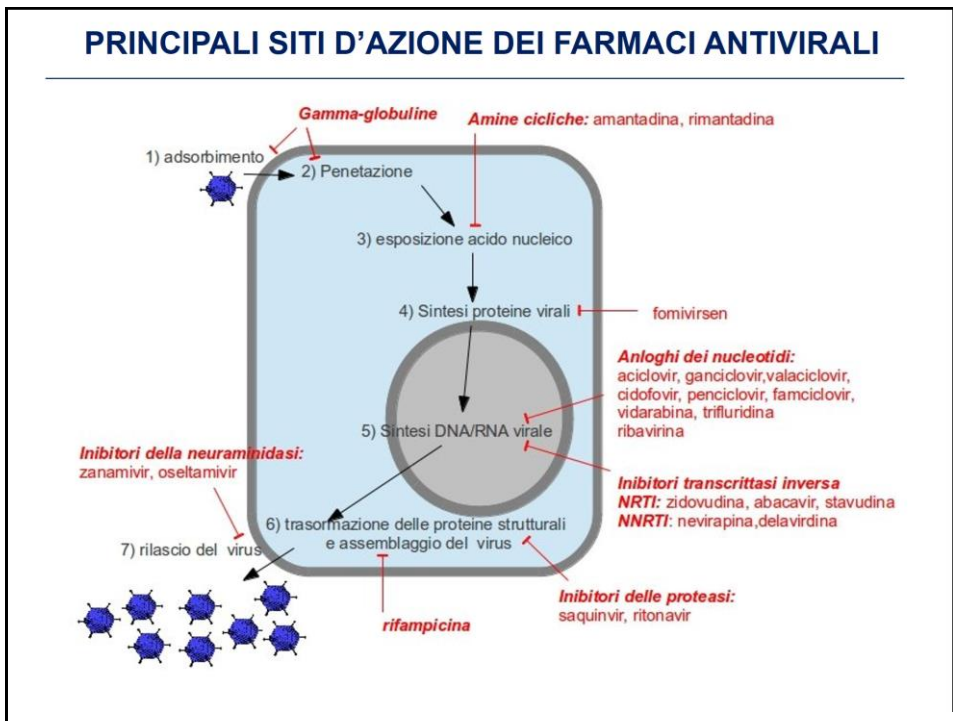 PRINCIPALI SITI D’AZIONE DEI FARMACI ANTIVIRALI
Gamma-globuline
Amine cicliche: amantadina, rimantadina
1) adsorbimento
2) Penetazione
3) esposizione acido nucleico
4) Sintesi proteine virali
fomivirsen
Anloghi dei nucleotidi:
aciclovir, ganciclovir,valaciclovir,
cidofovir, penciclovir, famciclovir,
vidarabina, trifluridina
ribavirina
5) Sintesi DNA/RNA virale
Inibitori transcrittasi inversa
NRTI: zidovudina, abacavir, stavudina
NNRTI: nevirapina,delavirdina
Inibitori della neuraminidasi:
zanamivir, oseltamivir
6) trasormazione delle proteine strutturali
e assemblaggio del virus
7) rilascio del virus
Inibitori delle proteasi:
saquinvir, ritonavir
rifampicina